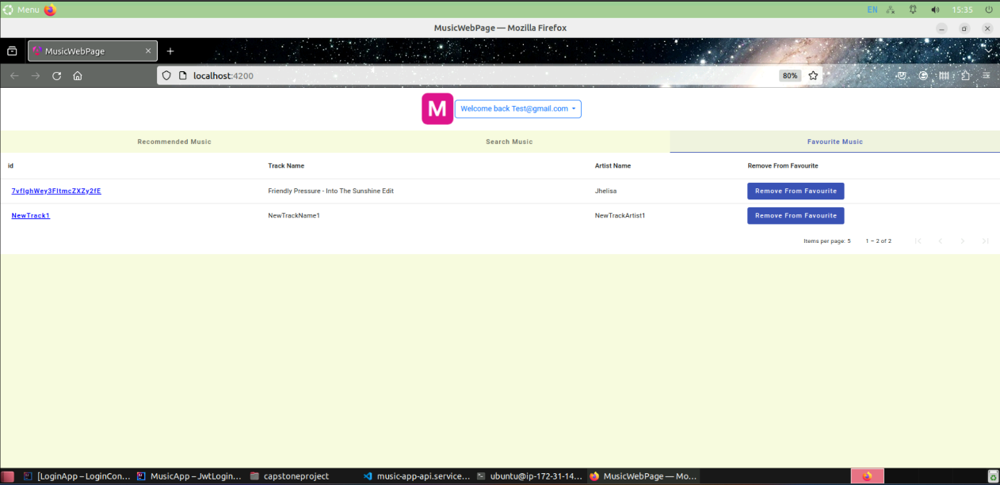 Menu EN 15:35
MusicWebPage — Mozilla Firefox
MusicWebPage × +
localhost:4200 80%
M Welcome back Test@gmail.com
Recommended Music Search Music Favourite Music
id Track Name Artist Name Remove From Favourite
7vflghWey3FltmcZXZy2fE Friendly Pressure - Into The Sunshine Edit Jhelisa Remove From Favourite
NewTrack1 NewTrackName1 NewTrackArtist1 Remove From Favourite
Items per page: 5 1 – 2 of 2
[LoginApp – LoginCon... MusicApp – JwtLogin... capstoneproject music-app-api.service... ubuntu@ip-172-31-14... MusicWebPage — Mo...